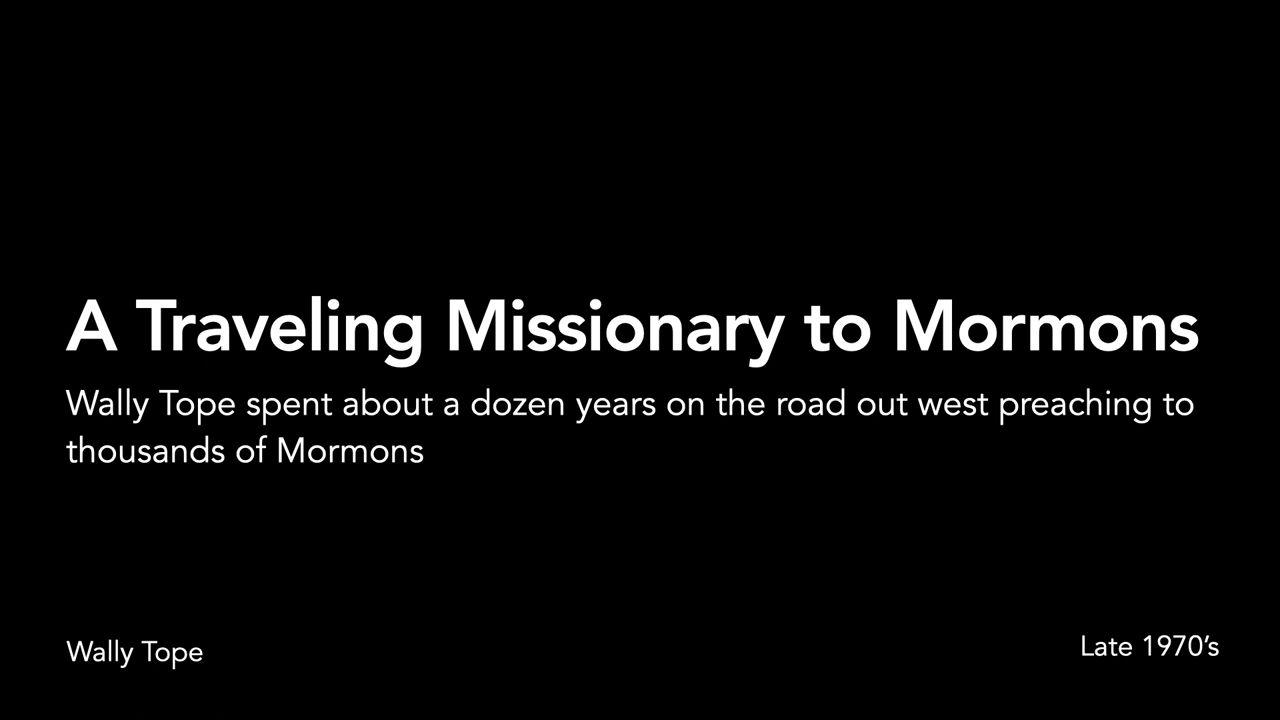 A Traveling Missionary to Mormons
Wally Tope spent about a dozen years on the road out west preaching to
thousands of Mormons
Wally Tope
Late 1970’s